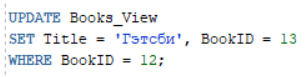 UPDATE Books_View
SET Title = 'Гэтсби', BookID = 13
WHERE BookID = 12;